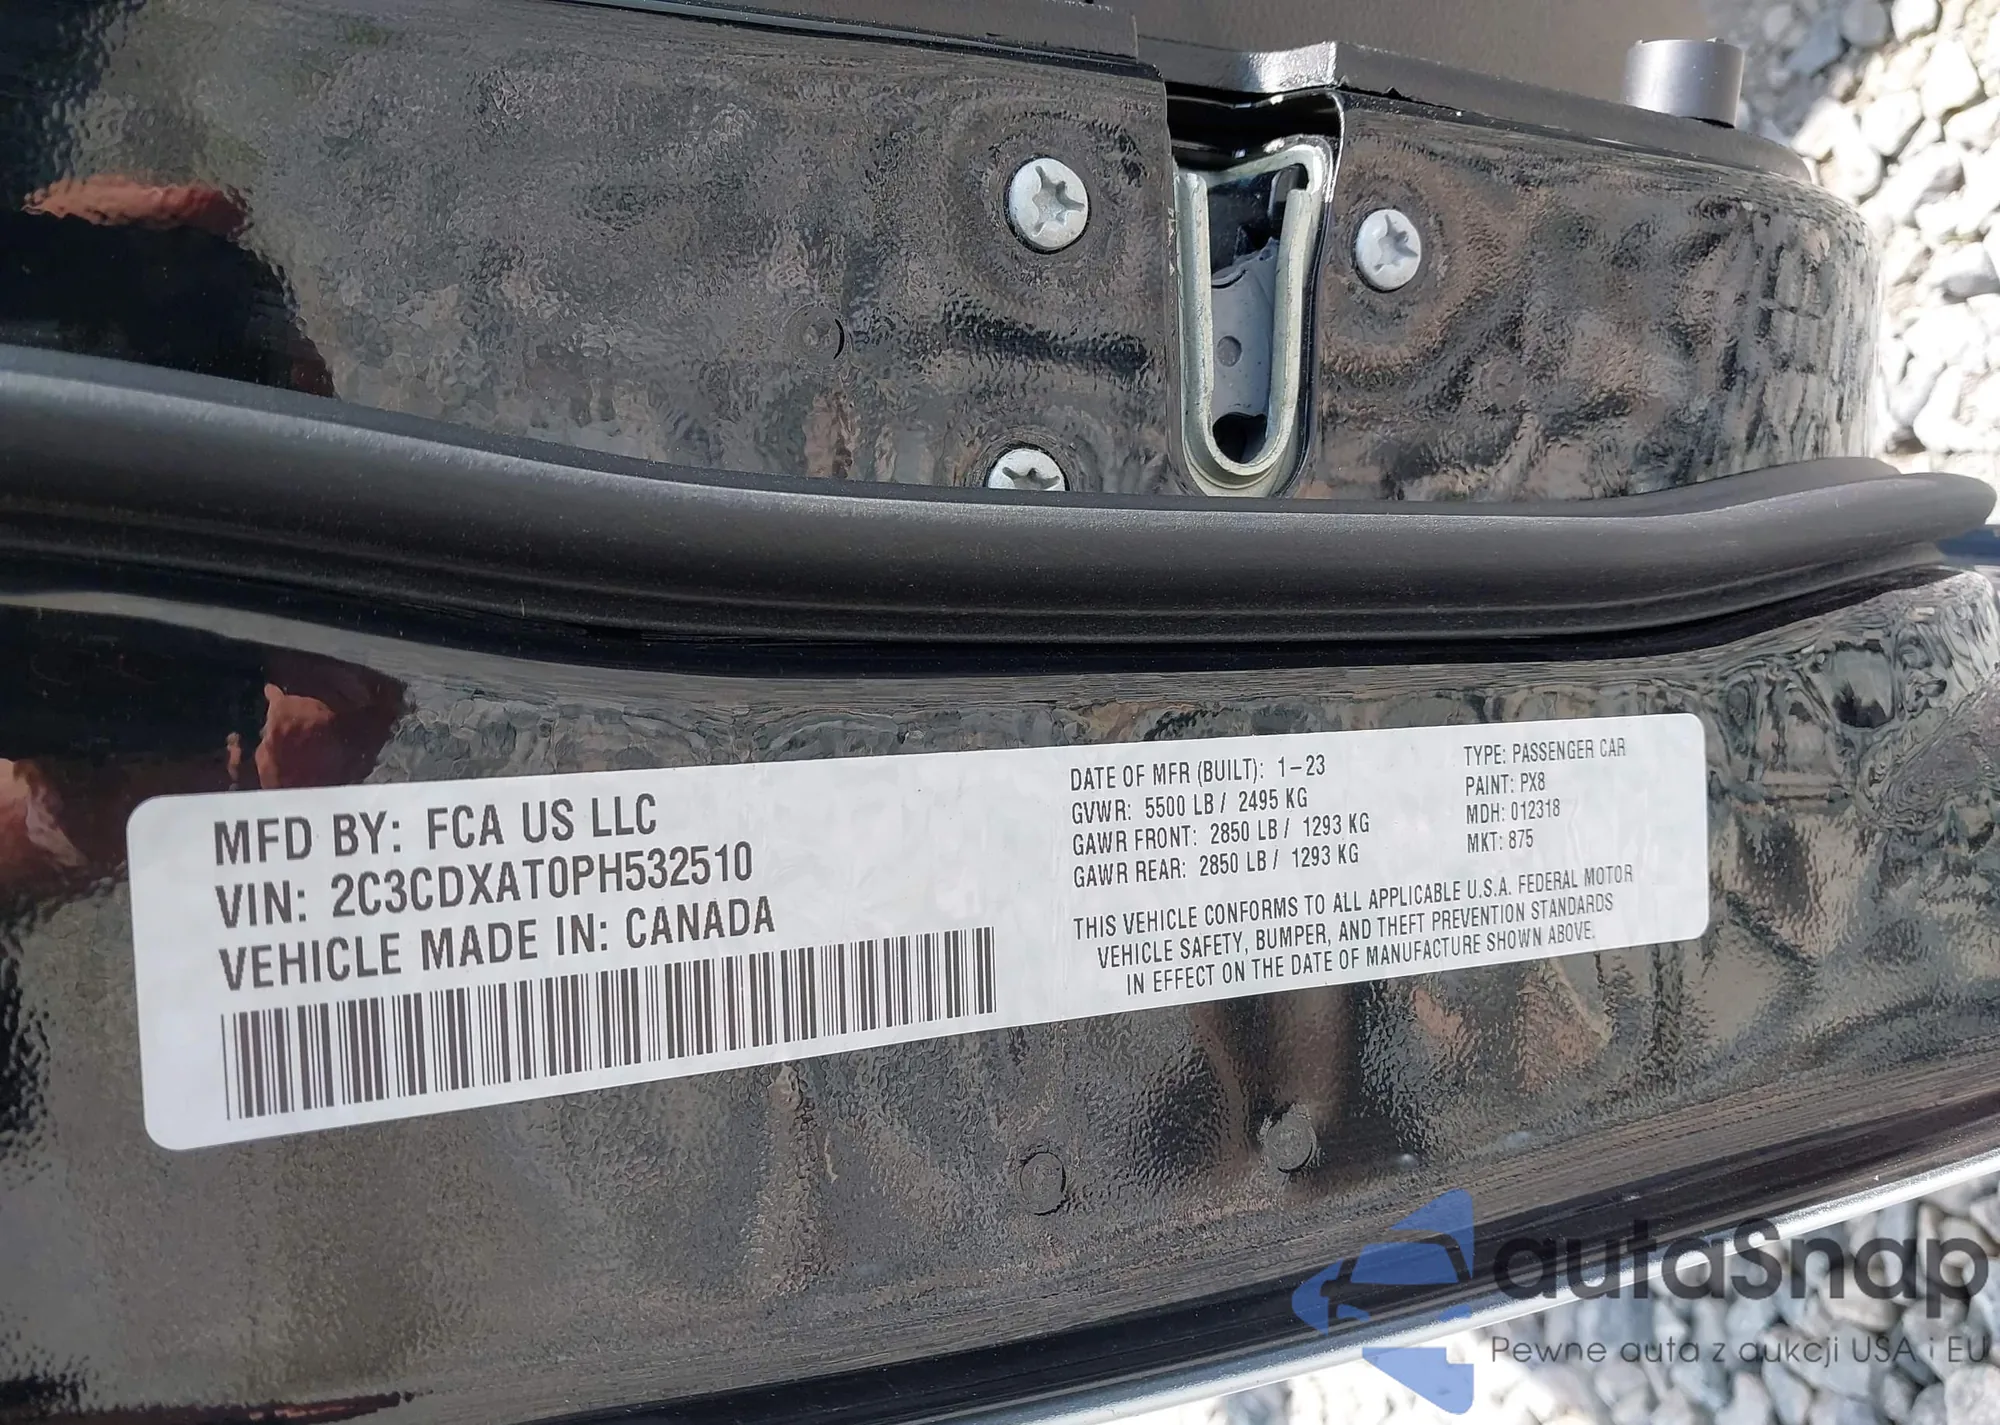 MFD BY: FCA US LLC
VIN: 2C3CDXAT0PH532510
VEHICLE MADE IN: CANADA
DATE OF MFR (BUILT): 1-23
GVWR: 5500 LB / 2495 KG
GAWR FRONT: 2850 LB / 1293 KG
GAWR REAR: 2850 LB / 1293 KG
TYPE: PASSENGER CAR
PAINT: PX8
MDH: 012318
MKT: 875
THIS VEHICLE CONFORMS TO ALL APPLICABLE U.S.A. FEDERAL MOTOR
VEHICLE SAFETY, BUMPER, AND THEFT PREVENTION STANDARDS
IN EFFECT ON THE DATE OF MANUFACTURE SHOWN ABOVE.
autaSnap
Pewne auta z aukcji USA i EU